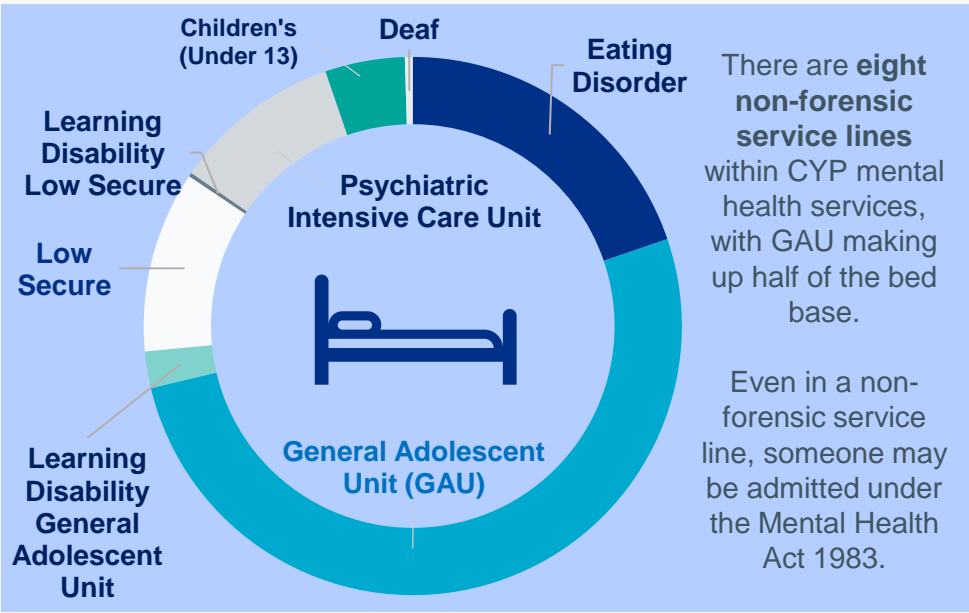 Children's
(Under 13)
Deaf
Eating
Disorder
Learning
Disability
Low Secure
Psychiatric
Intensive Care Unit
Low
Secure
General Adolescent
Unit (GAU)
Learning
Disability
General
Adolescent
Unit
There are eight
non-forensic
service lines
within CYP mental
health services,
with GAU making
up half of the bed
base.
Even in a non-
forensic service
line, someone may
be admitted under
the Mental Health
Act 1983.